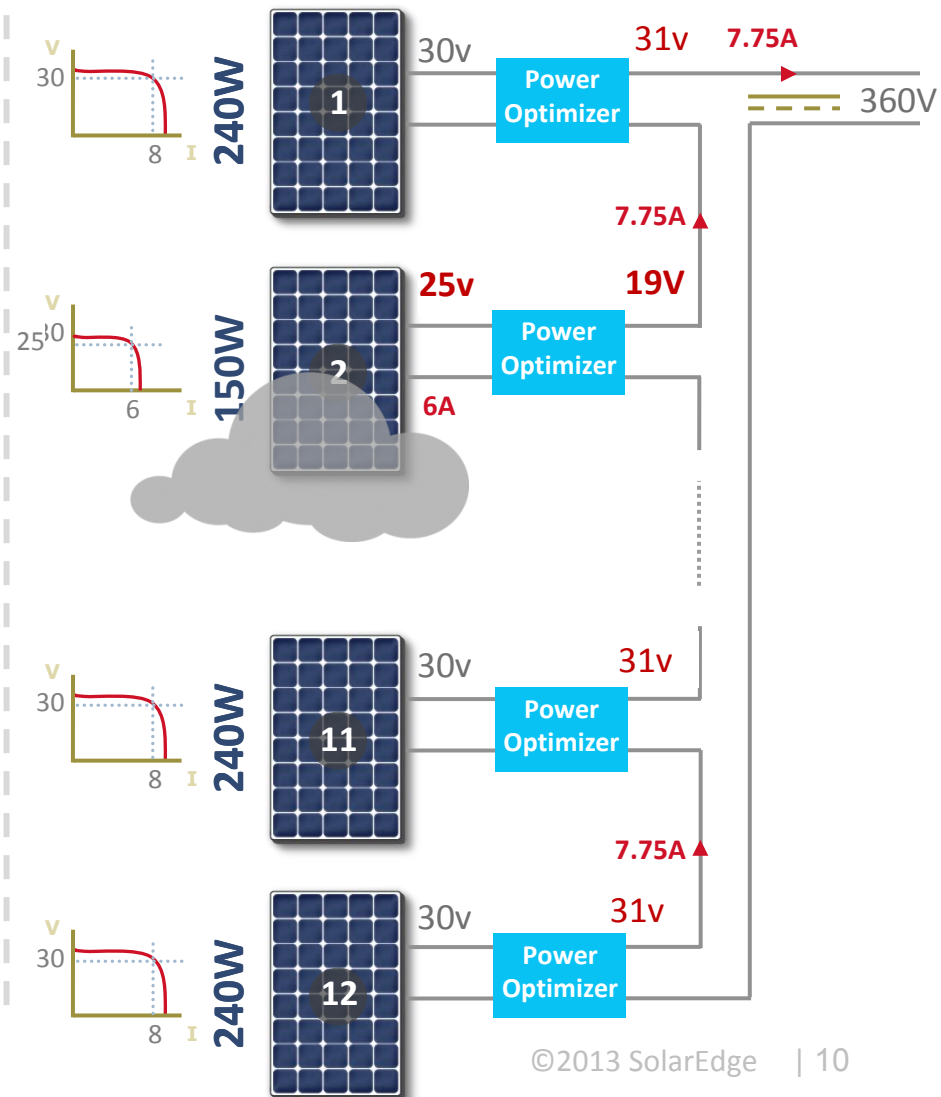 V
30
8 I
240W
1
30v
Power
Optimizer
31v
7.75A
360V
7.75A
V
25
30
6 I
150W
2
25v
6A
Power
Optimizer
19V
V
30
8 I
240W
11
30v
Power
Optimizer
31v
7.75A
V
30
8 I
240W
12
30v
Power
Optimizer
31v
©2013 SolarEdge | 10